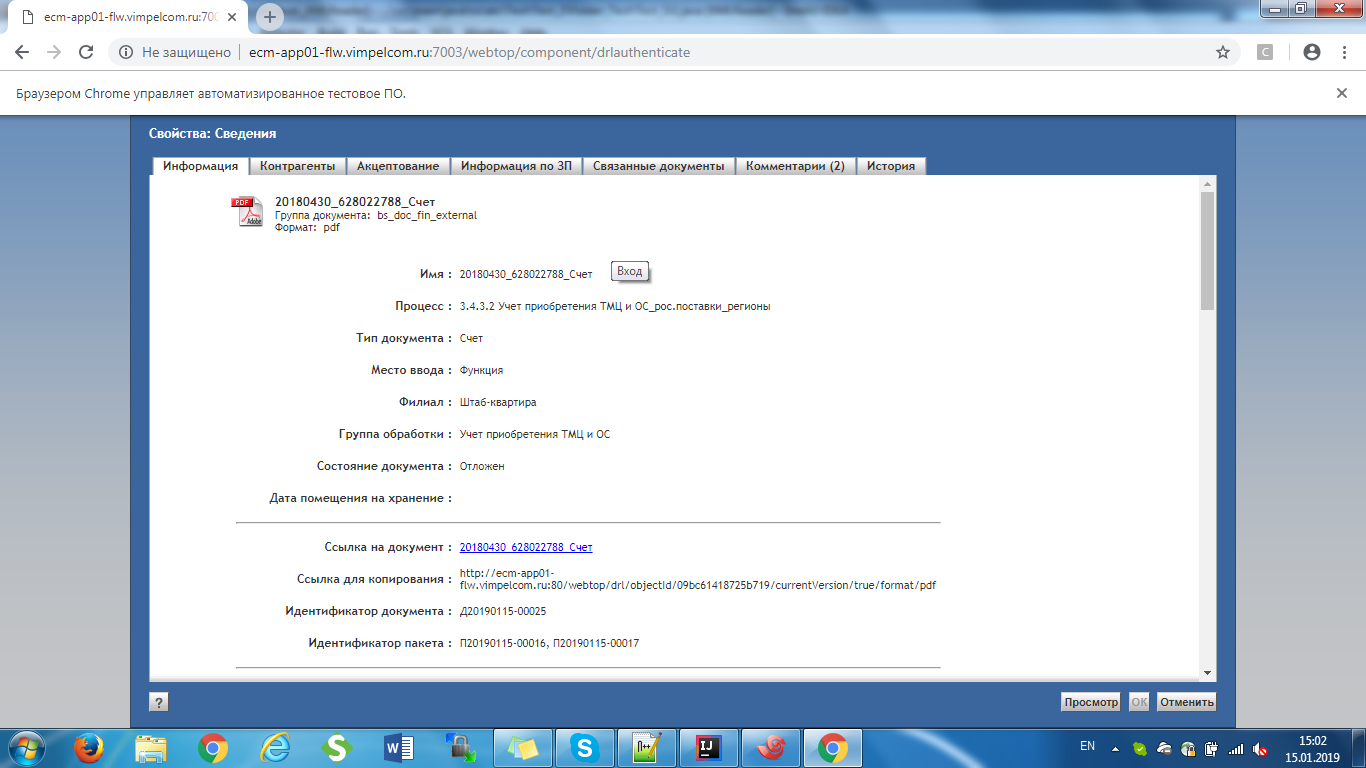 ecm-app01-flw.vimpelcom.ru:700
Не защищено
ecm-app01-flw.vimpelcom.ru:7003/webtop/component/drlauthenticate
C
Браузером Chrome управляет автоматизированное тестовое ПО.
Свойства: Сведения
Информация Контрагенты Акцептование Информация по ЗП Связанные документы Комментарии (2) История
PDF
Adobe
20180430_628022788_Счет
Группа документа: bs_doc_fin_external
Формат: pdf
Имя : 20180430_628022788_Счет
Вход
Процесс : 3.4.3.2 Учет приобретения ТМЦ и ОС_рос.поставки_регионы
Тип документа : Счет
Место ввода : Функция
Филиал : Штаб-квартира
Группа обработки : Учет приобретения ТМЦ и ОС
Состояние документа : Отложен
Дата помещения на хранение :
Ссылка на документ : 20180430_628022788_Счет
Ссылка для копирования : http://ecm-app01-
flw.vimpelcom.ru:80/webtop/drl/objectId/09bc61418725b719/currentVersion/true/format/pdf
Идентификатор документа : Д20190115-00025
Идентификатор пакета : П20190115-00016, П20190115-00017
?
Просмотр ОК Отменить
EN
15:02
15.01.2019